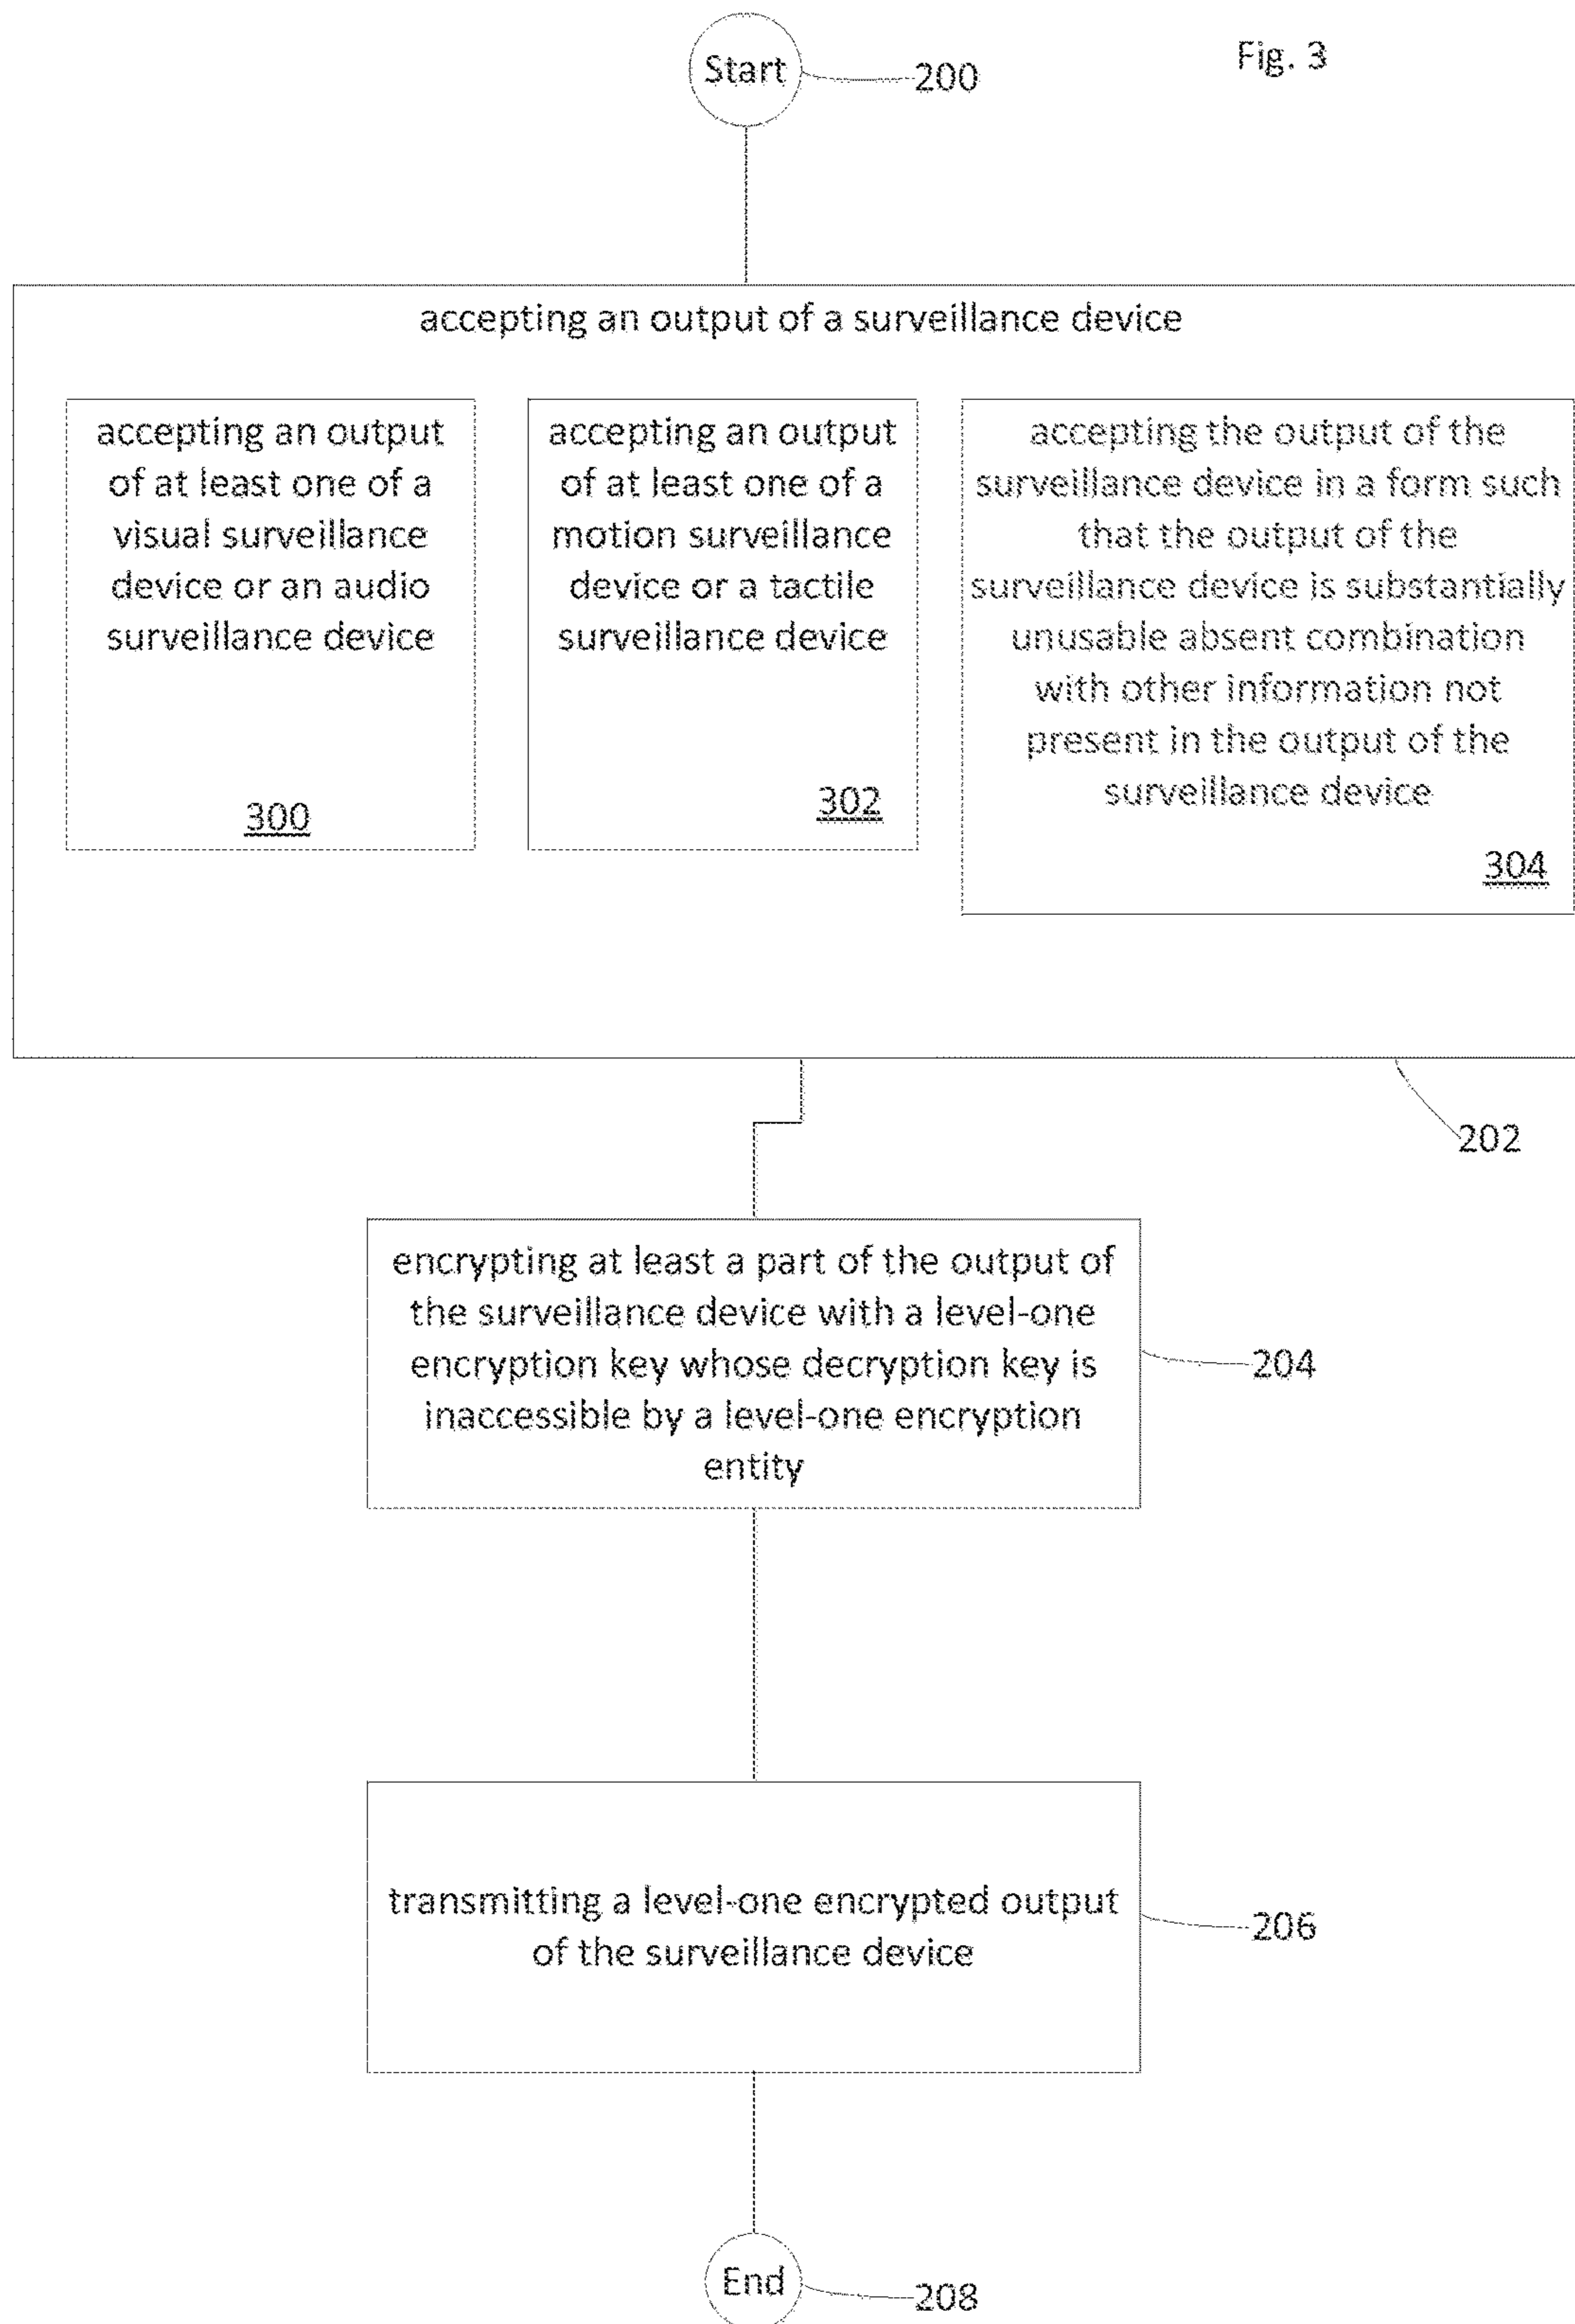 Start
200
Fig. 3
accepting an output of a surveillance device
accepting an output
of at least one of a
visual surveillance
device or an audio
surveillance device
300
accepting an output
of at least one of a
motion surveillance
device or a tactile
surveillance device
302
accepting the output of the
surveillance device in a form such
that the output of the
surveillance device is substantially
unusable absent combination
with other information not
present in the output of the
surveillance device
304
202
encrypting at least a part of the output of
the surveillance device with a level-one
encryption key whose decryption key is
inaccessible by a level-one encryption
entity
204
transmitting a level-one encrypted output
of the surveillance device
206
End
208